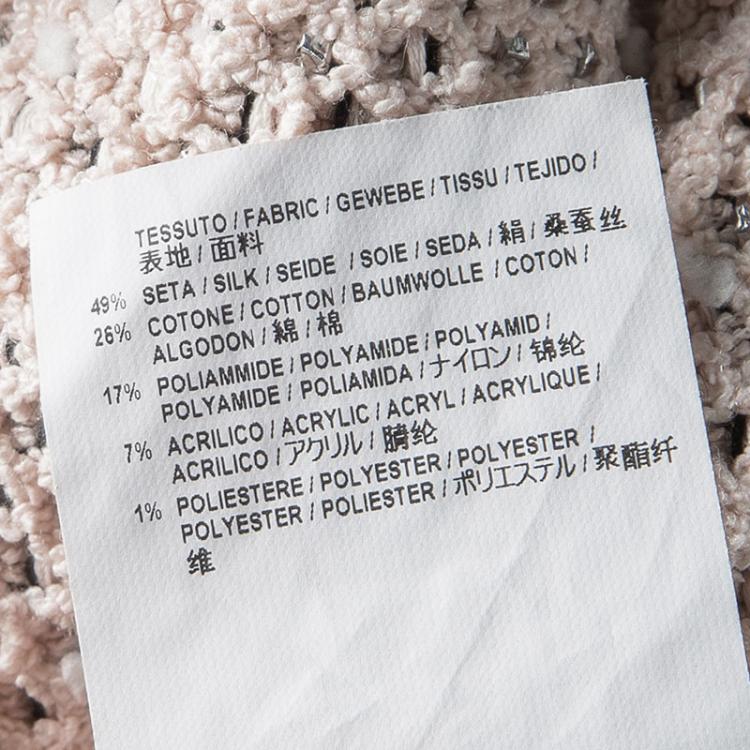 TESSUTO / FABRIC / GEWEBE / TISSU / TEJIDO /
表地 / 面料
49% SETA / SILK / SEIDE / SOIE / SEDA / 絹 / 桑蚕丝
26% COTONE / COTTON / BAUMWOLLE / COTON /
ALGODON / 綿 / 棉
17% POLIAMMIDE / POLYAMIDE / POLYAMID /
POLYAMIDE / POLIAMIDA / ナイロン / 锦纶
7% ACRILICO / ACRYLIC / ACRYL / ACRYLIQUE /
ACRILICO / アクリル / 腈纶
1% POLIESTERE / POLYESTER / POLYESTER /
POLYESTER / POLIESTER / ポリエステル / 聚酯纤
维